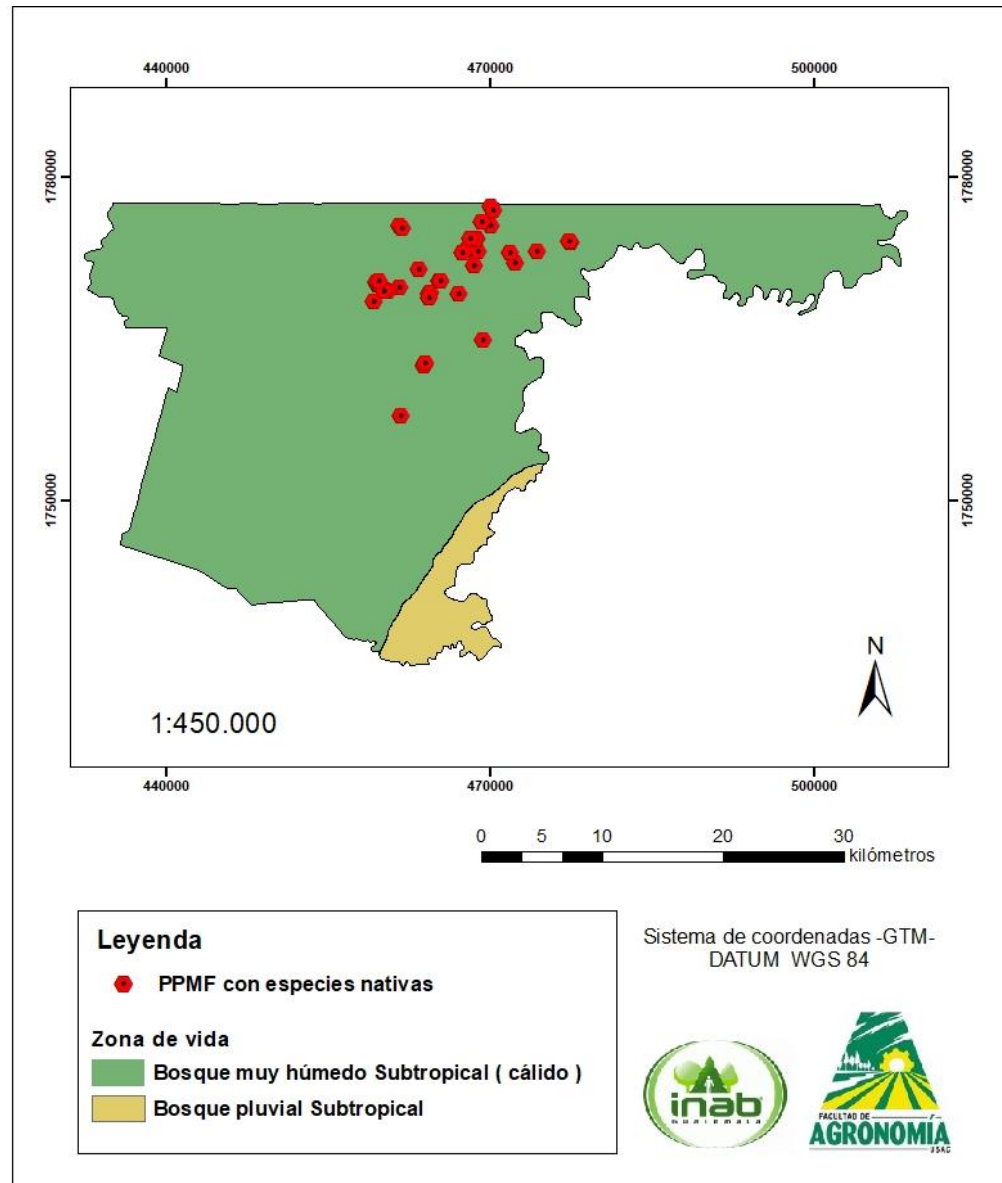 440000 470000 500000
1780000 1780000
1750000 1750000
N
1:450.000
440000 470000 500000
0 5 10 20 30
kilómetros
Leyenda
PPMF con especies nativas
Zona de vida
Bosque muy húmedo Subtropical ( cálido )
Bosque pluvial Subtropical
Sistema de coordenadas -GTM-
DATUM WGS 84
inab
GUATEMALA
FACULTAD DE
AGRONOMÍA
USAC